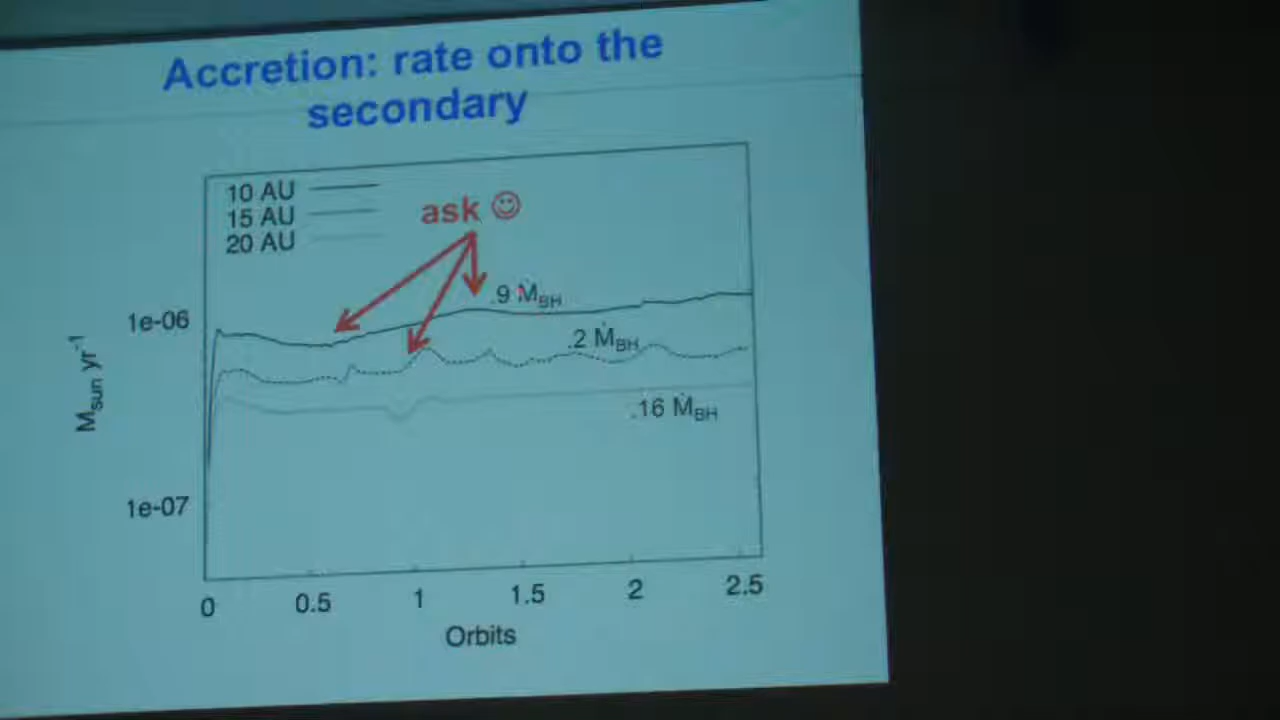 Accretion: rate onto the
secondary
10 AU
15 AU
20 AU
ask ☺
.9 ṀBH
.2 ṀBH
.16 ṀBH
1e-06
1e-07
Msun yr-1
0 0.5 1 1.5 2 2.5
Orbits